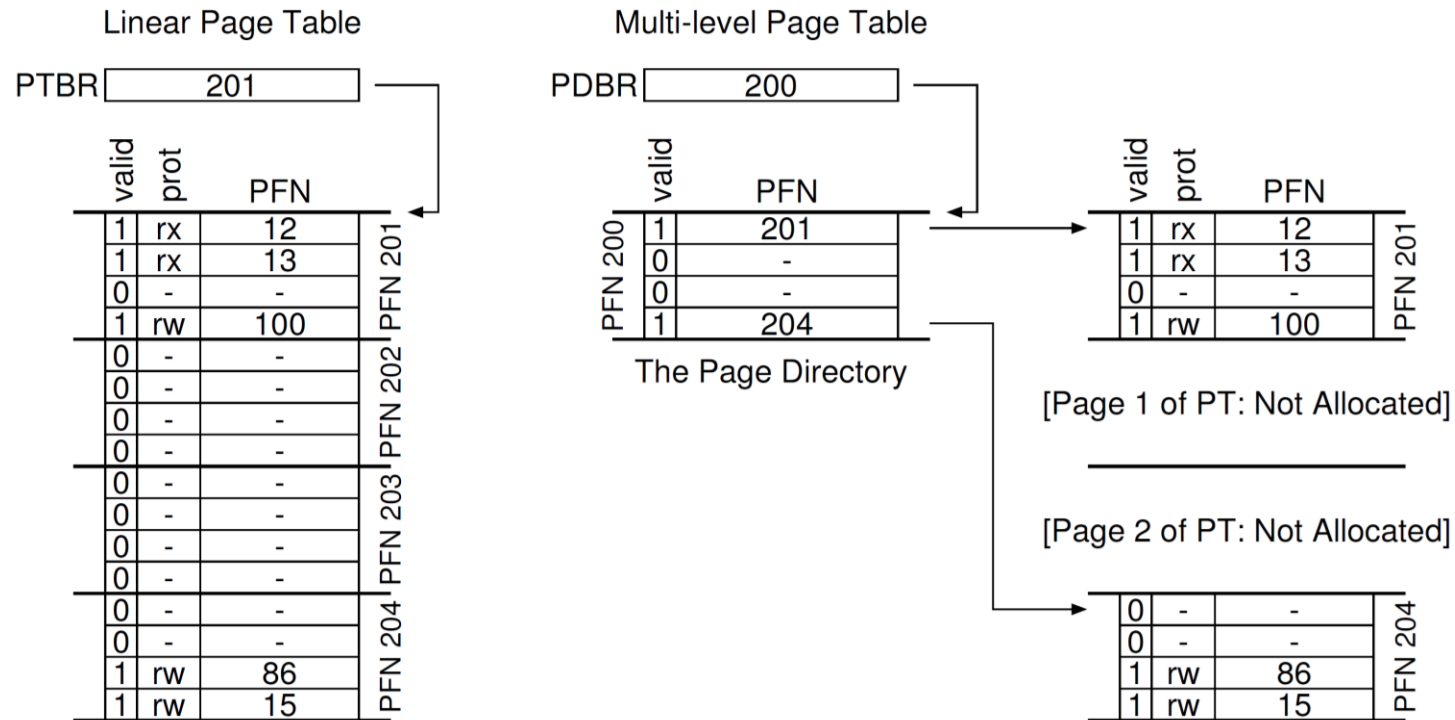 Linear Page Table
PTBR 201
valid prot PFN
1 rx 12
1 rx 13
0 - -
1 rw 100
PFN 201
0 - -
0 - -
0 - -
0 - -
PFN 202
0 - -
0 - -
0 - -
0 - -
PFN 203
0 - -
0 - -
1 rw 86
1 rw 15
PFN 204
Multi-level Page Table
PDBR 200
valid PFN
PFN 200
1 201
0 -
0 -
1 204
The Page Directory
valid prot PFN
1 rx 12
1 rx 13
0 - -
1 rw 100
PFN 201
[Page 1 of PT: Not Allocated]
[Page 2 of PT: Not Allocated]
0 - -
0 - -
1 rw 86
1 rw 15
PFN 204